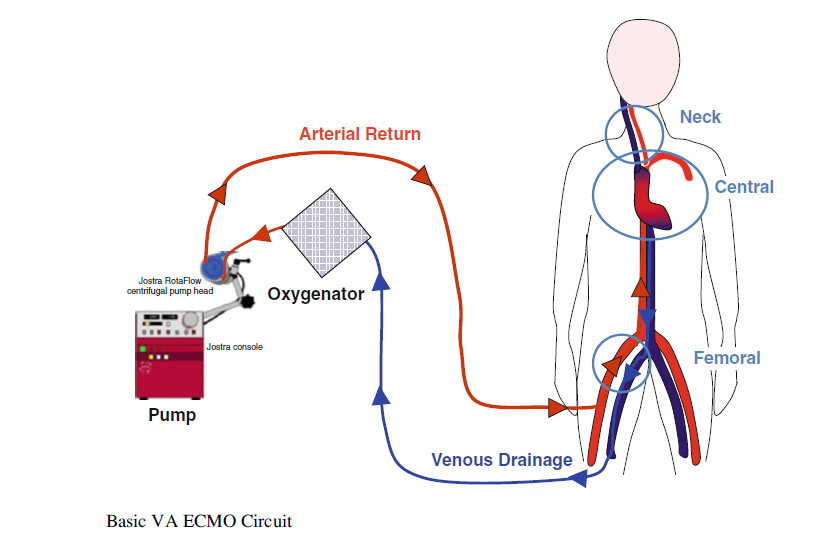 Neck
Arterial Return
Central
Jostra RotaFlow
centrifugal pump head
Oxygenator
Jostra console
Femoral
Pump
Venous Drainage
Basic VA ECMO Circuit